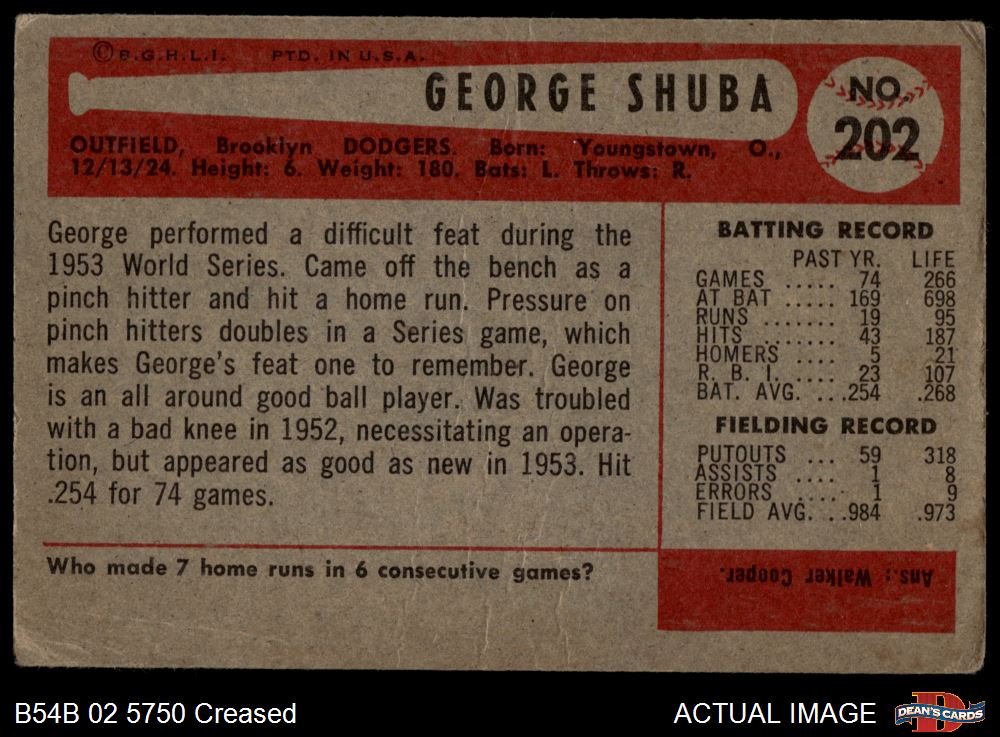 ©B.G.H.L.I. PTD. IN U.S.A.
GEORGE SHUBA
NO.
202
OUTFIELD, Brooklyn DODGERS. Born: Youngstown, O.,
12/13/24. Height: 6. Weight: 180. Bats: L. Throws: R.
George performed a difficult feat during the
1953 World Series. Came off the bench as a
pinch hitter and hit a home run. Pressure on
pinch hitters doubles in a Series game, which
makes George's feat one to remember. George
is an all around good ball player. Was troubled
with a bad knee in 1952, necessitating an opera-
tion, but appeared as good as new in 1953. Hit
.254 for 74 games.
BATTING RECORD
PAST YR. LIFE
GAMES ..... 74 266
AT BAT ..... 169 698
RUNS ....... 19 95
HITS ....... 43 187
HOMERS .... 5 21
R. B. I. ..... 23 107
BAT. AVG. ...254 .268
FIELDING RECORD
PUTOUTS ... 59 318
ASSISTS .... 1 8
ERRORS .... 1 9
FIELD AVG. ..984 .973
Who made 7 home runs in 6 consecutive games?
Ans.: Walker Cooper.
B54B 02 5750 Creased
ACTUAL IMAGE
D
DEAN'S CARDS